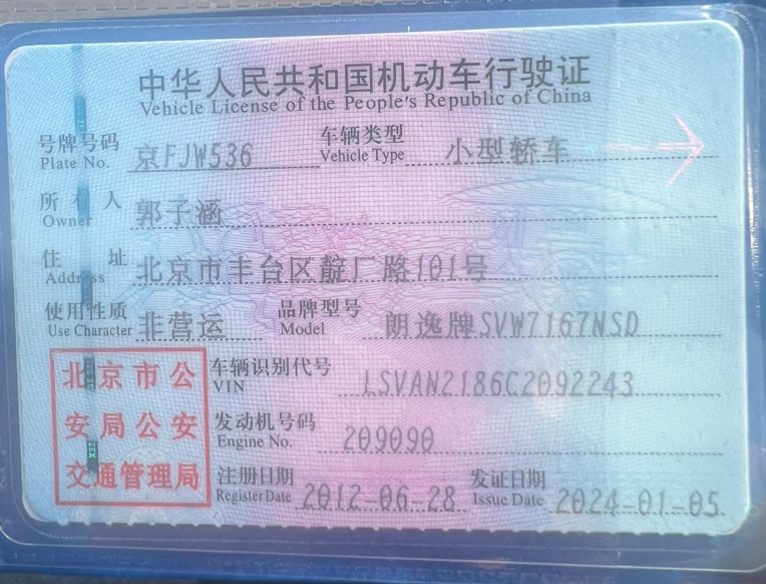 中华人民共和国机动车行驶证
Vehicle License of the People's Republic of China
号牌号码 京FJW536 车辆类型 小型轿车
Plate No. Vehicle Type
所有人 郭子涵
Owner
住址 北京市丰台区靛厂路101号
Address
使用性质 非营运 品牌型号 朗逸牌SVW7167NSD
Use Character Model
车辆识别代号 LSVAN2186C2092243
VIN
发动机号码 209090
Engine No.
注册日期 2012-06-28 发证日期 2024-01-05
Register Date Issue Date
北京市公
安局公安
交通管理局